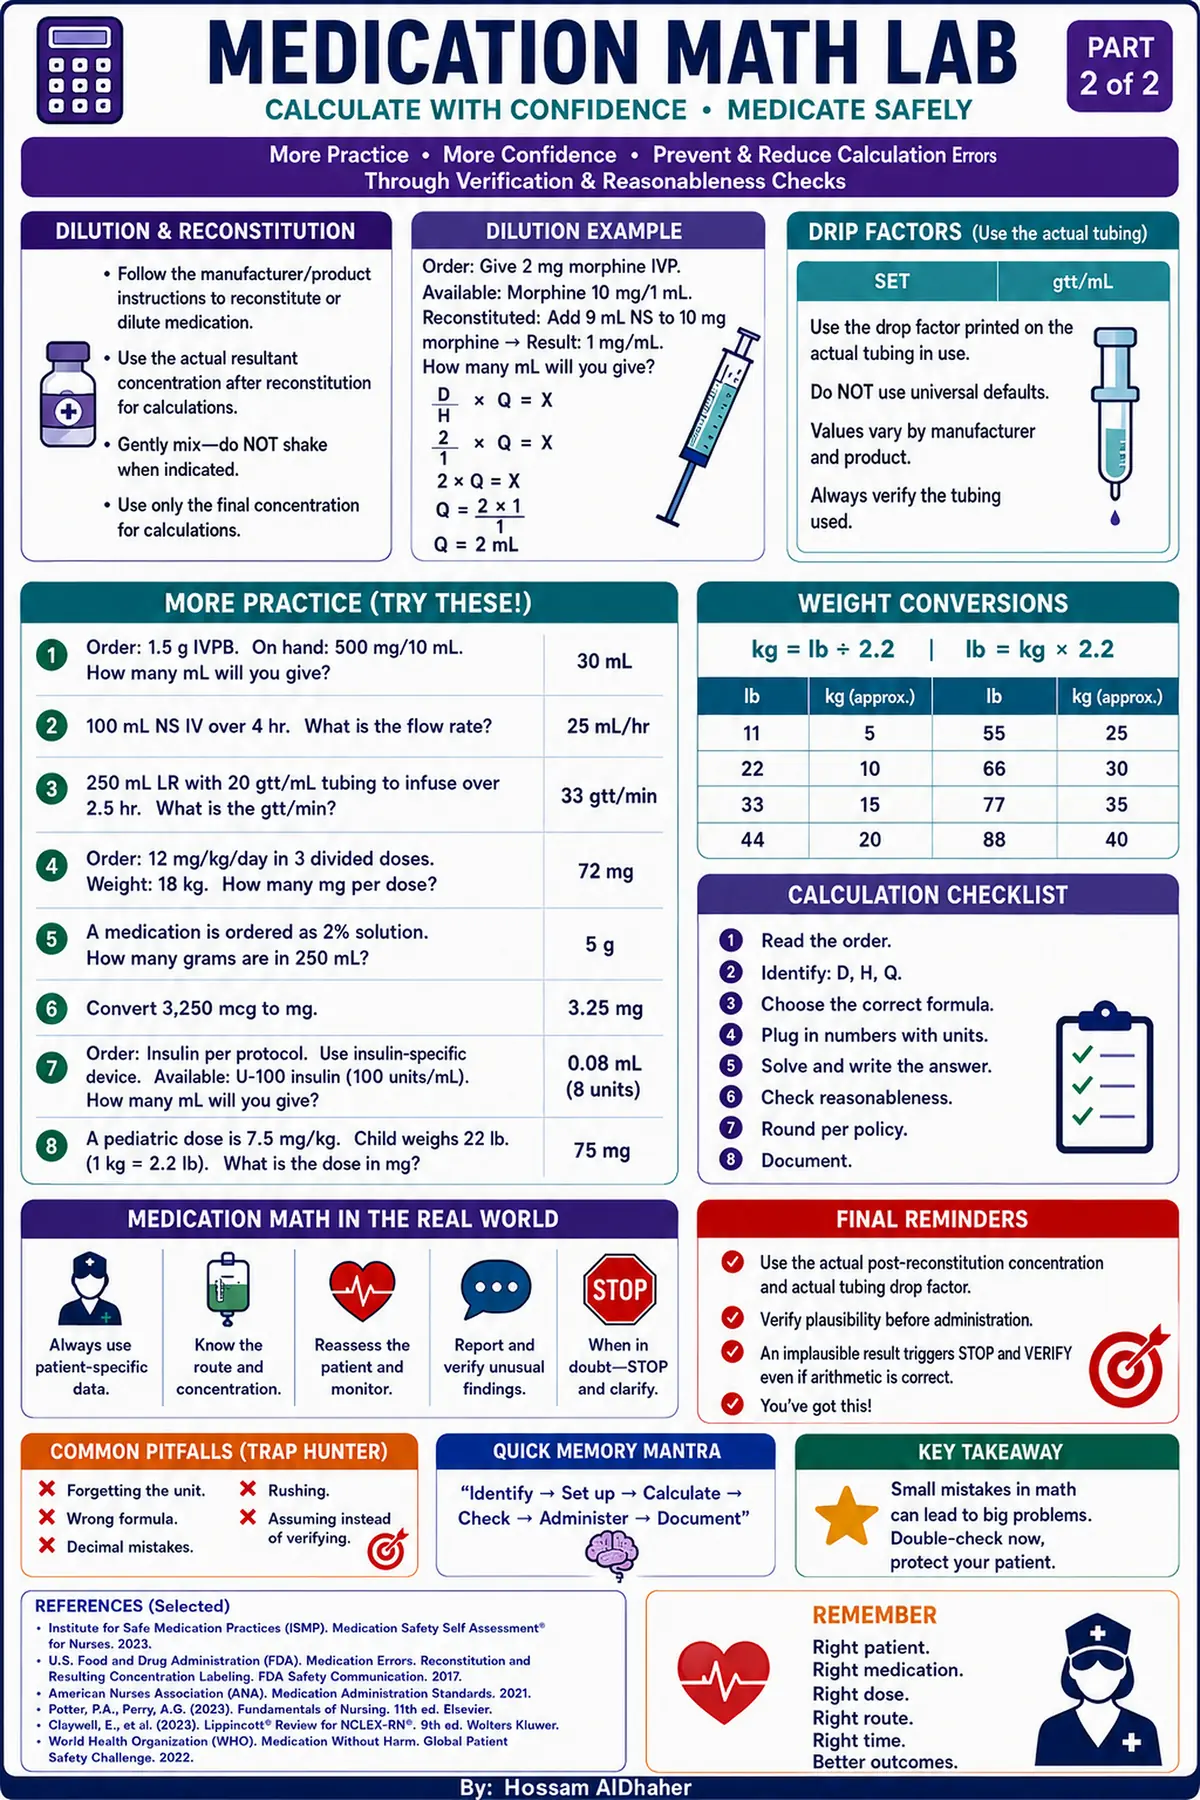 MEDICATION MATH LAB
CALCULATE WITH CONFIDENCE • MEDICATE SAFELY
PART
2 of 2
More Practice • More Confidence • Prevent & Reduce Calculation Errors
Through Verification & Reasonableness Checks
DILUTION & RECONSTITUTION
• Follow the manufacturer/product
instructions to reconstitute or
dilute medication.
• Use the actual resultant
concentration after reconstitution
for calculations.
• Gently mix—do NOT shake
when indicated.
• Use only the final concentration
for calculations.
DILUTION EXAMPLE
Order: Give 2 mg morphine IVP.
Available: Morphine 10 mg/1 mL.
Reconstituted: Add 9 mL NS to 10 mg
morphine → Result: 1 mg/mL.
How many mL will you give?
D
H × Q = X
2
1 × Q = X
2 × Q = X
Q = 2 × 1
1
Q = 2 mL
DRIP FACTORS (Use the actual tubing)
SET gtt/mL
Use the drop factor printed on the
actual tubing in use.
Do NOT use universal defaults.
Values vary by manufacturer
and product.
Always verify the tubing
used.
MORE PRACTICE (TRY THESE!)
1 Order: 1.5 g IVPB. On hand: 500 mg/10 mL.
How many mL will you give?
30 mL
2 100 mL NS IV over 4 hr. What is the flow rate?
25 mL/hr
3 250 mL LR with 20 gtt/mL tubing to infuse over
2.5 hr. What is the gtt/min?
33 gtt/min
4 Order: 12 mg/kg/day in 3 divided doses.
Weight: 18 kg. How many mg per dose?
72 mg
5 A medication is ordered as 2% solution.
How many grams are in 250 mL?
5 g
6 Convert 3,250 mcg to mg.
3.25 mg
7 Order: Insulin per protocol. Use insulin-specific
device. Available: U-100 insulin (100 units/mL).
How many mL will you give?
0.08 mL
(8 units)
8 A pediatric dose is 7.5 mg/kg. Child weighs 22 lb.
(1 kg = 2.2 lb). What is the dose in mg?
75 mg
WEIGHT CONVERSIONS
kg = lb ÷ 2.2 | lb = kg × 2.2
lb kg (approx.) lb kg (approx.)
11 5 55 25
22 10 66 30
33 15 77 35
44 20 88 40
CALCULATION CHECKLIST
1 Read the order.
2 Identify: D, H, Q.
3 Choose the correct formula.
4 Plug in numbers with units.
5 Solve and write the answer.
6 Check reasonableness.
7 Round per policy.
8 Document.
MEDICATION MATH IN THE REAL WORLD
Always use
patient-specific
data.
Know the
route and
concentration.
Reassess the
patient and
monitor.
Report and
verify unusual
findings.
STOP
When in
doubt—STOP
and clarify.
FINAL REMINDERS
Use the actual post-reconstitution concentration
and actual tubing drop factor.
Verify plausibility before administration.
An implausible result triggers STOP and VERIFY
even if arithmetic is correct.
You've got this!
COMMON PITFALLS (TRAP HUNTER)
Forgetting the unit.
Wrong formula.
Decimal mistakes.
Rushing.
Assuming instead
of verifying.
QUICK MEMORY MANTRA
“Identify → Set up → Calculate →
Check → Administer → Document”
KEY TAKEAWAY
Small mistakes in math
can lead to big problems.
Double-check now,
protect your patient.
REFERENCES (Selected)
• Institute for Safe Medication Practices (ISMP). Medication Safety Self Assessment®
for Nurses. 2023.
• U.S. Food and Drug Administration (FDA). Medication Errors. Reconstitution and
Resulting Concentration Labeling. FDA Safety Communication. 2017.
• American Nurses Association (ANA). Medication Administration Standards. 2021.
• Potter, P.A., Perry, A.G. (2023). Fundamentals of Nursing. 11th ed. Elsevier.
• Claywell, E., et al. (2023). Lippincott® Review for NCLEX-RN®. 9th ed. Wolters Kluwer.
• World Health Organization (WHO). Medication Without Harm. Global Patient
Safety Challenge. 2022.
REMEMBER
Right patient.
Right medication.
Right dose.
Right route.
Right time.
Better outcomes.
By: Hossam AlDhaher